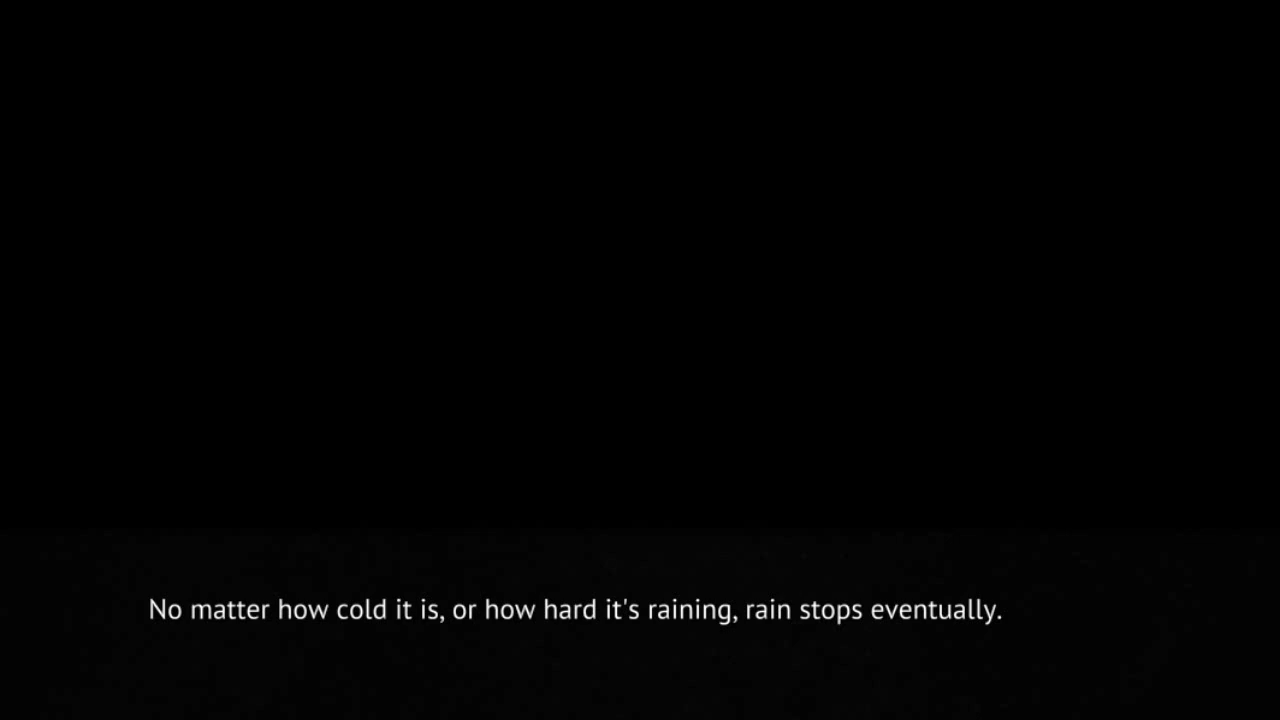 No matter how cold it is, or how hard it's raining, rain stops eventually.